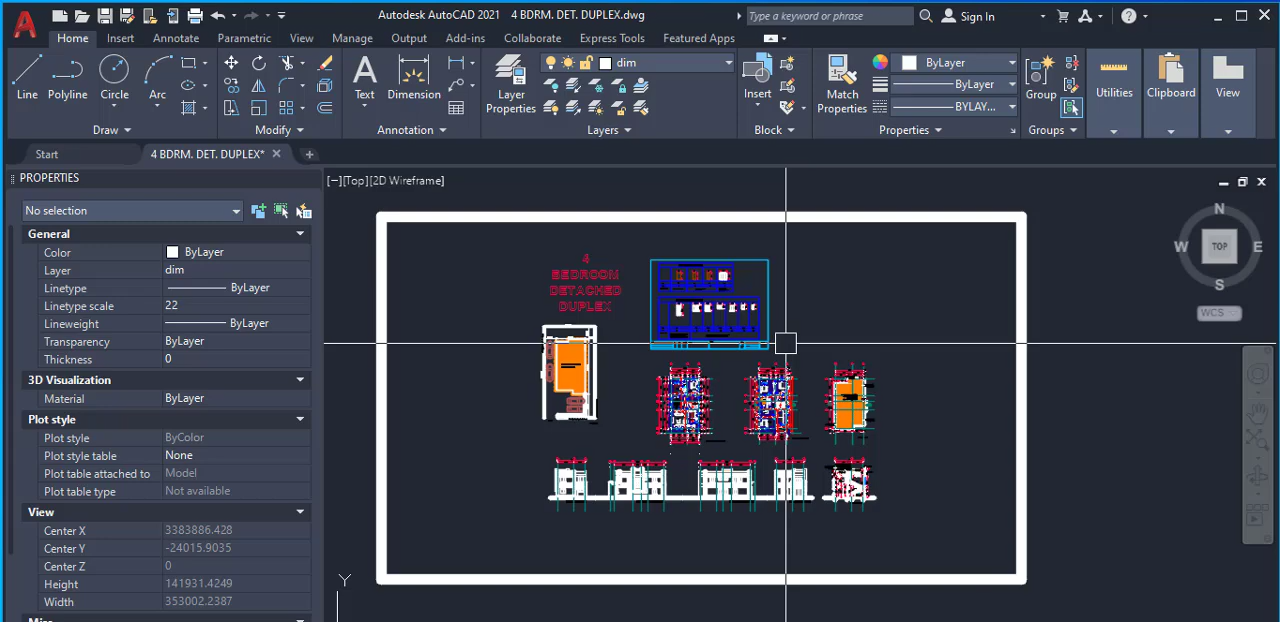 Autodesk AutoCAD 2021 4 BDRM. DET. DUPLEX.dwg
Type a keyword or phrase
Sign In
Home Insert Annotate Parametric View Manage Output Add-ins Collaborate Express Tools Featured Apps
Line Polyline Circle Arc
Text Dimension
Layer
Properties
dim
Insert
Match
Properties
ByLayer
ByLayer
BYLAY...
Group
Utilities
Clipboard
View
Draw Modify Annotation Layers Block Properties Groups
Start 4 BDRM. DET. DUPLEX*
PROPERTIES
No selection
General
Color ByLayer
Layer dim
Linetype ByLayer
Linetype scale 22
Lineweight ByLayer
Transparency ByLayer
Thickness 0
3D Visualization
Material ByLayer
Plot style
Plot style ByColor
Plot style table None
Plot table attached to Model
Plot table type Not available
View
Center X 3383886.428
Center Y -24015.9035
Center Z 0
Height 141931.4249
Width 353002.2387
[−][Top][2D Wireframe]
4
BEDROOM
DETACHED
DUPLEX
N
W TOP E
S
WCS
Y